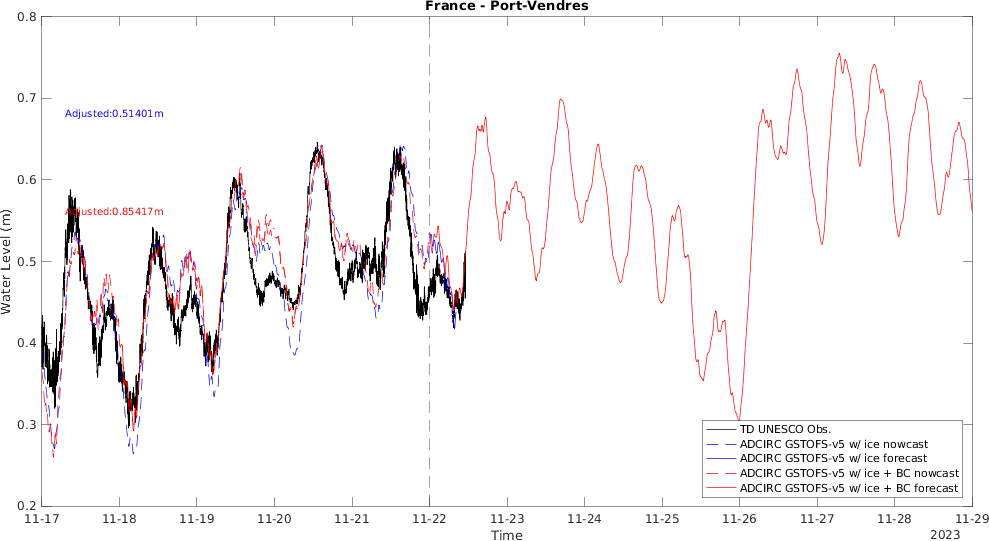 France - Port-Vendres
0.8
0.7
0.6
0.5
0.4
0.3
0.2
Water Level (m)
Adjusted:0.51401m
Adjusted:0.85417m
TD UNESCO Obs.
ADCIRC GSTOFS-v5 w/ ice nowcast
ADCIRC GSTOFS-v5 w/ ice forecast
ADCIRC GSTOFS-v5 w/ ice + BC nowcast
ADCIRC GSTOFS-v5 w/ ice + BC forecast
11-17 11-18 11-19 11-20 11-21 11-22 11-23 11-24 11-25 11-26 11-27 11-28 11-29
Time
2023